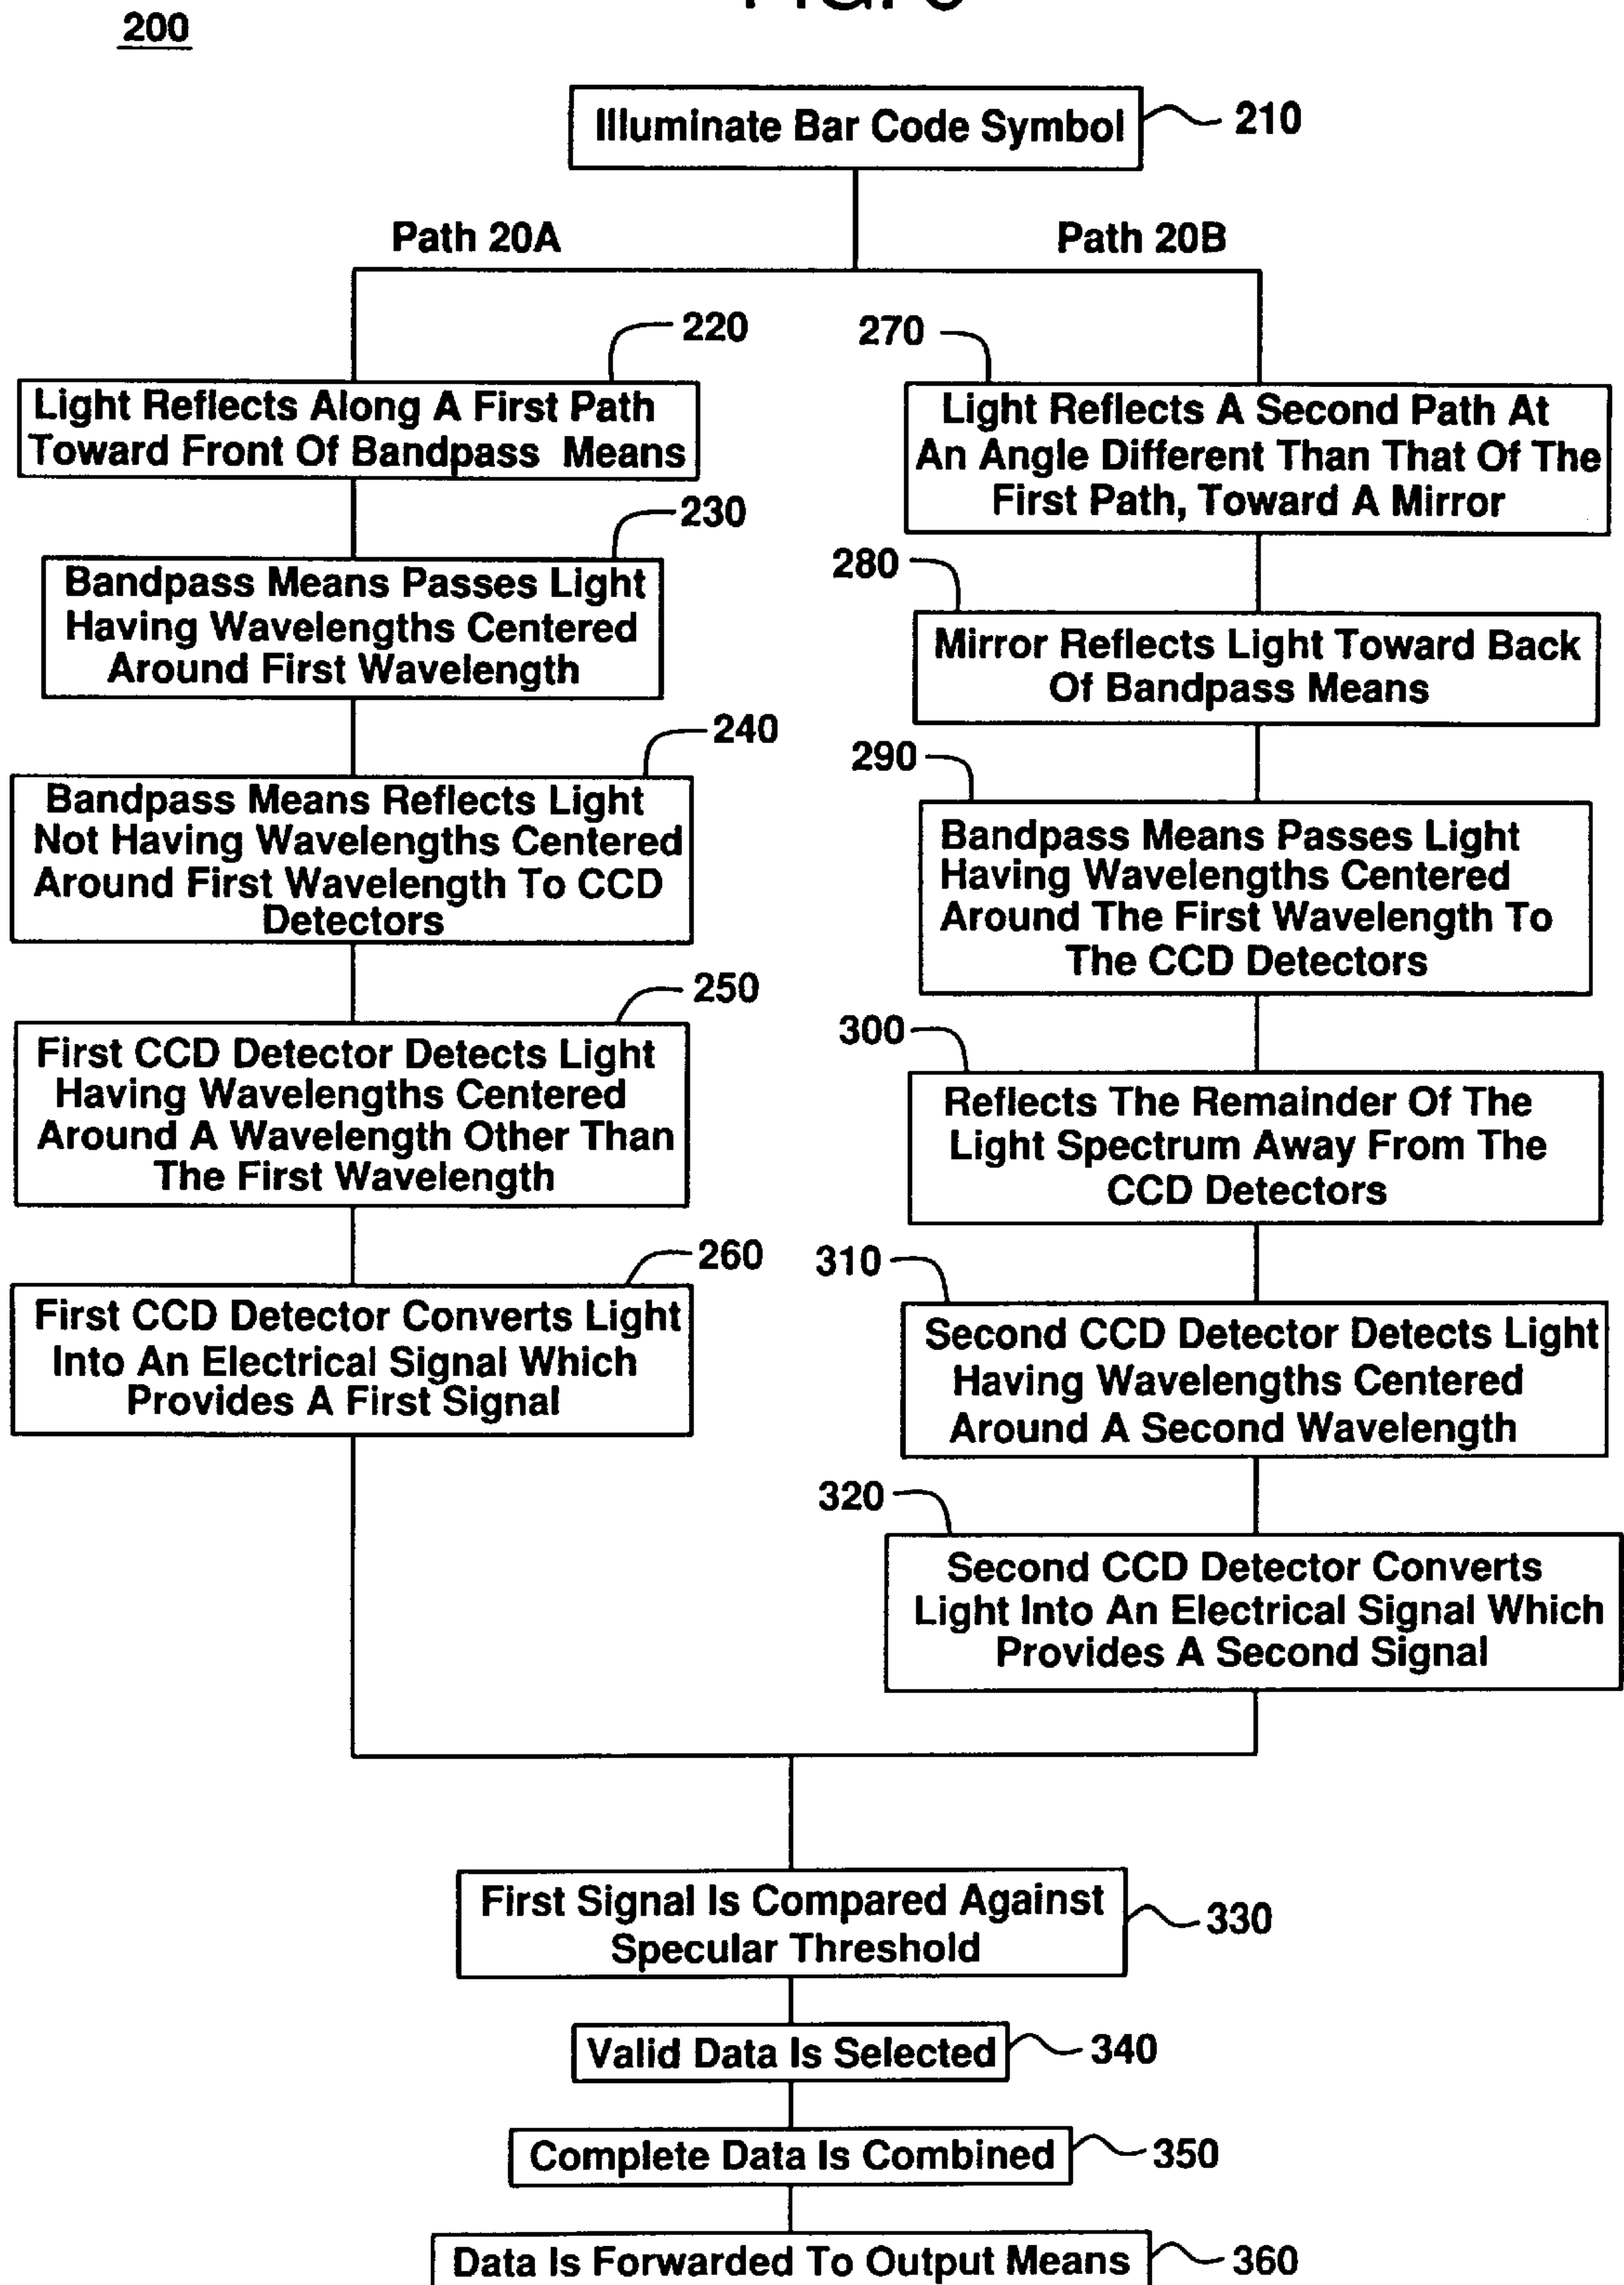 200
Illuminate Bar Code Symbol
210
Path 20A
Path 20B
220
Light Reflects Along A First Path
Toward Front Of Bandpass Means
230
Bandpass Means Passes Light
Having Wavelengths Centered
Around First Wavelength
240
Bandpass Means Reflects Light
Not Having Wavelengths Centered
Around First Wavelength To CCD
Detectors
250
First CCD Detector Detects Light
Having Wavelengths Centered
Around A Wavelength Other Than
The First Wavelength
260
First CCD Detector Converts Light
Into An Electrical Signal Which
Provides A First Signal
270
Light Reflects A Second Path At
An Angle Different Than That Of The
First Path, Toward A Mirror
280
Mirror Reflects Light Toward Back
Of Bandpass Means
290
Bandpass Means Passes Light
Having Wavelengths Centered
Around The First Wavelength To
The CCD Detectors
300
Reflects The Remainder Of The
Light Spectrum Away From The
CCD Detectors
310
Second CCD Detector Detects Light
Having Wavelengths Centered
Around A Second Wavelength
320
Second CCD Detector Converts
Light Into An Electrical Signal Which
Provides A Second Signal
First Signal Is Compared Against
Specular Threshold
330
Valid Data Is Selected
340
Complete Data Is Combined
350
Data Is Forwarded To Output Means
360